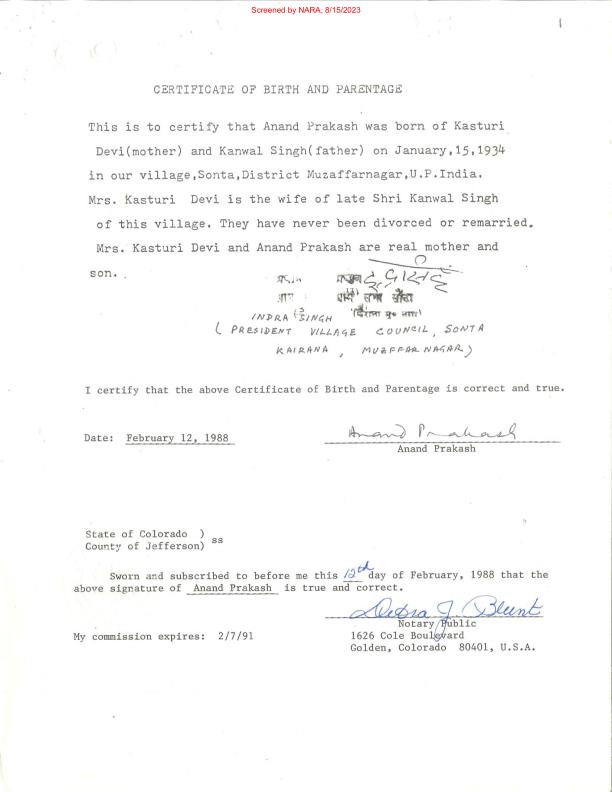 Screened by NARA, 8/15/2023
1
CERTIFICATE OF BIRTH AND PARENTAGE
This is to certify that Anand Prakash was born of Kasturi
Devi(mother) and Kanwal Singh(father) on January,15,1934
in our village,Sonta,District Muzaffarnagar,U.P.India.
Mrs. Kasturi Devi is the wife of late Shri Kanwal Singh
of this village. They have never been divorced or remarried.
Mrs. Kasturi Devi and Anand Prakash are real mother and
son.
INDRA SINGH
( PRESIDENT VILLAGE COUNCIL, SONTA
KAIRANA, MUZAFFARNAGAR)
I certify that the above Certificate of Birth and Parentage is correct and true.
Anand Prakash
Date: February 12, 1988
Anand Prakash
State of Colorado )
County of Jefferson) ss
Sworn and subscribed to before me this 12th day of February, 1988 that the
above signature of Anand Prakash is true and correct.
Debra J. Blunt
Notary Public
My commission expires: 2/7/91 1626 Cole Boulevard
Golden, Colorado 80401, U.S.A.